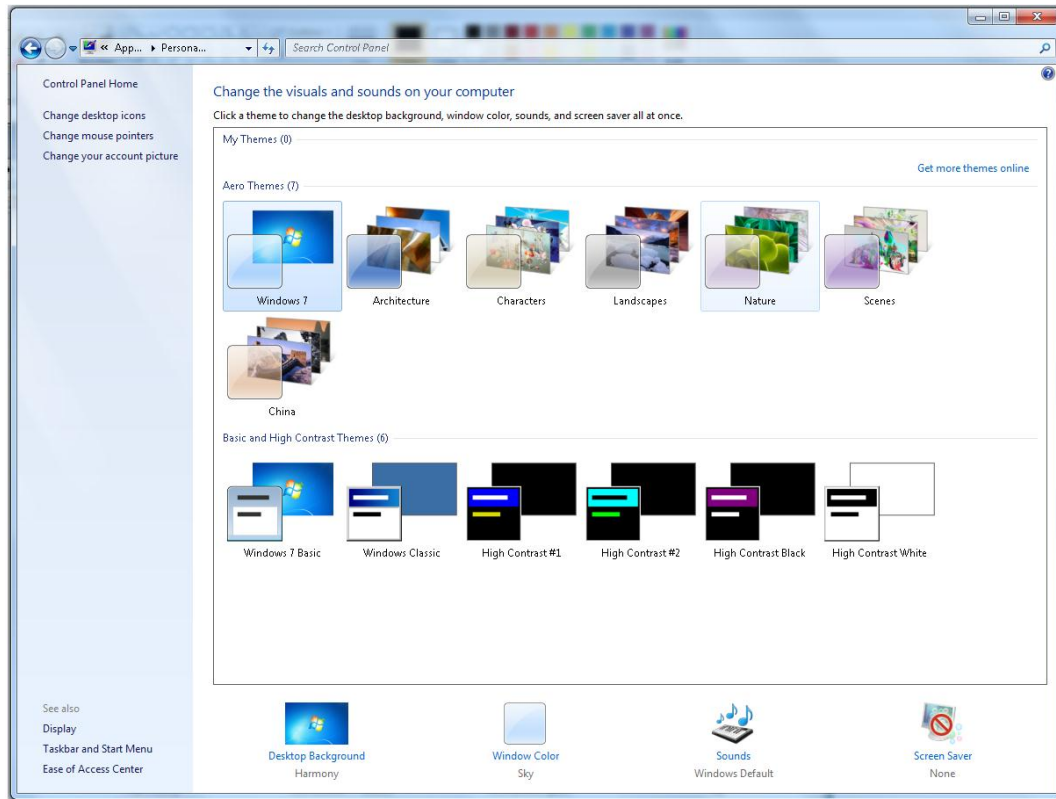 « App... ▸ Persona...
Search Control Panel
Control Panel Home
Change desktop icons
Change mouse pointers
Change your account picture
See also
Display
Taskbar and Start Menu
Ease of Access Center
Change the visuals and sounds on your computer
Click a theme to change the desktop background, window color, sounds, and screen saver all at once.
My Themes (0)
Get more themes online
Aero Themes (7)
Windows 7
Architecture
Characters
Landscapes
Nature
Scenes
China
Basic and High Contrast Themes (6)
Windows 7 Basic
Windows Classic
High Contrast #1
High Contrast #2
High Contrast Black
High Contrast White
Desktop Background
Harmony
Window Color
Sky
Sounds
Windows Default
Screen Saver
None